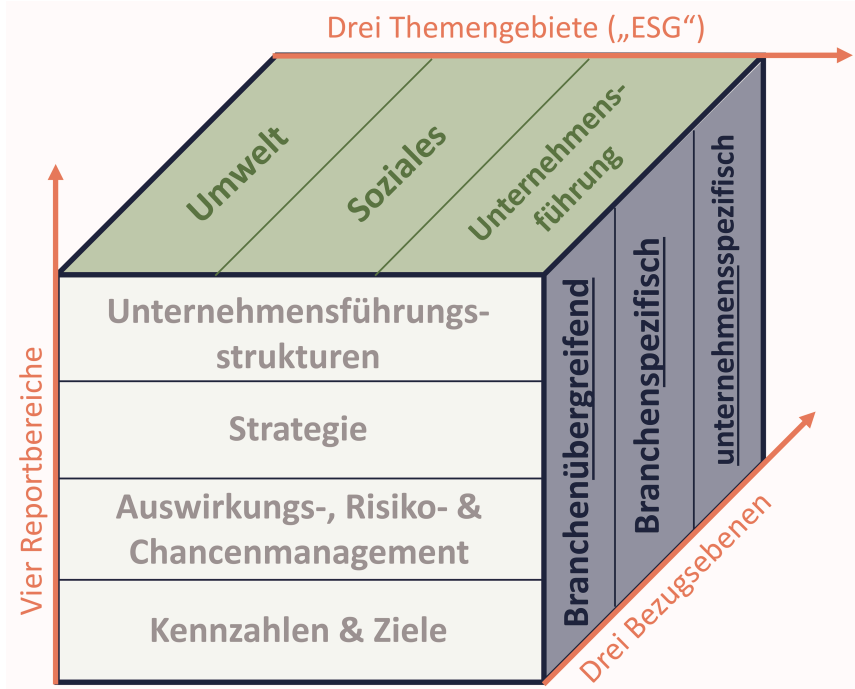 Drei Themengebiete („ESG“)
Umwelt
Soziales
Unternehmens-
führung
Vier Reportbereiche
Unternehmensführungs-
strukturen
Strategie
Auswirkungs-, Risiko- &
Chancenmanagement
Kennzahlen & Ziele
Branchenübergreifend
Branchenspezifisch
unternehmensspezifisch
Drei Bezugsebenen